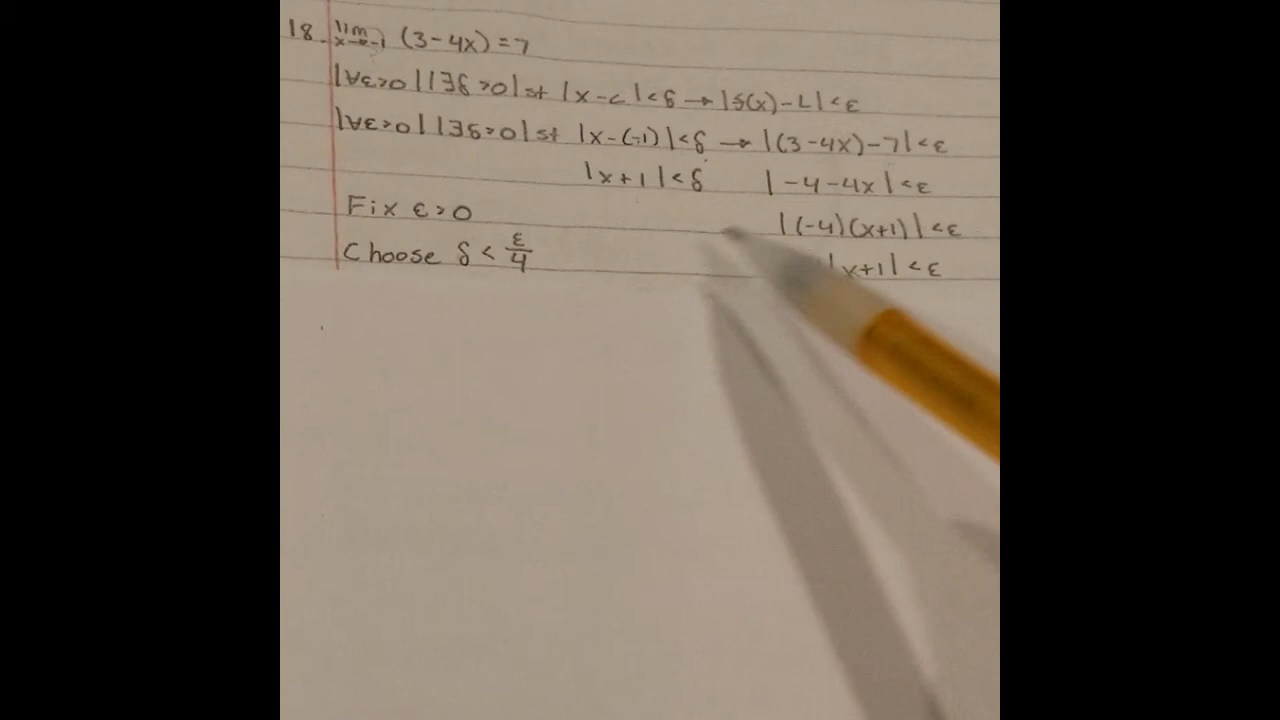 18. lim x→-1 (3-4x)=7
|∀ε>0||∃δ>0|st |x-c|<δ→|f(x)-L|<ε
|∀ε>0||∃δ>0|st |x-(-1)|<δ→|(3-4x)-7|<ε
|x+1|<δ |-4-4x|<ε
Fix ε>0 |(-4)(x+1)|<ε
Choose δ<ε/4 |x+1|<ε